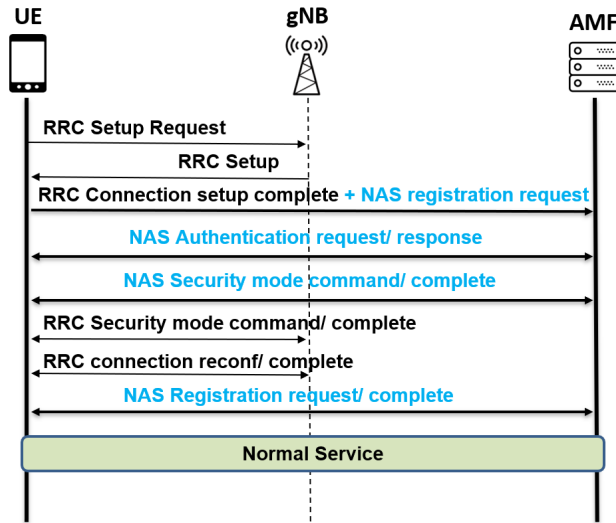 UE
gNB
AMF
RRC Setup Request
RRC Setup
RRC Connection setup complete + NAS registration request
NAS Authentication request/ response
NAS Security mode command/ complete
RRC Security mode command/ complete
RRC connection reconf/ complete
NAS Registration request/ complete
Normal Service